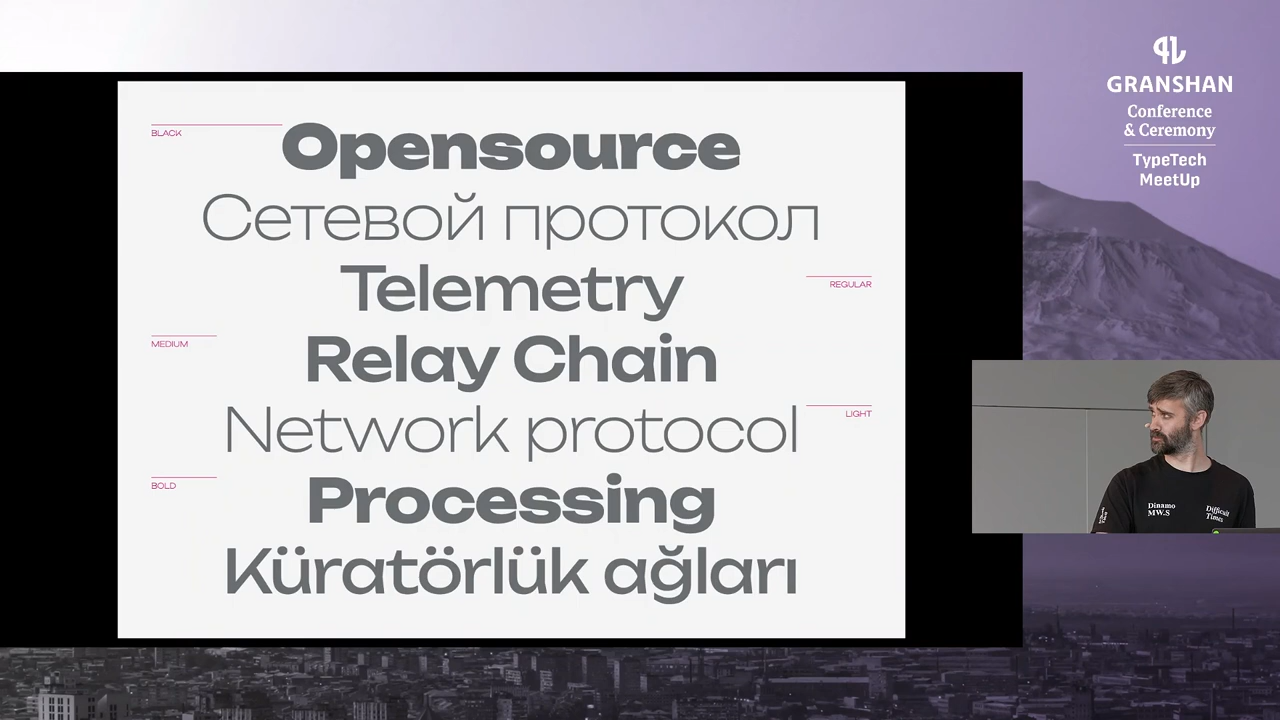 GRANSHAN
Conference
& Ceremony
TypeTech
MeetUp
BLACK
Opensource
Сетевой протокол
Telemetry
REGULAR
Relay Chain
MEDIUM
Network protocol
LIGHT
Processing
BOLD
Küratörlük ağları
Dinamo
MW.S
Difficult
Times